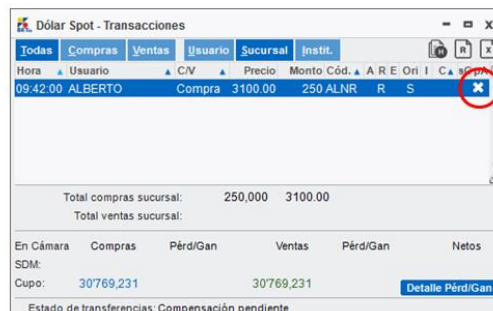 Dólar Spot - Transacciones
Todas Compras Ventas Usuario Sucursal Instit. R X
Hora Usuario C/V Precio Monto Cód. A R E Ori I C
09:42:00 ALBERTO Compra 3100.00 250 ALNR R S
Total compras sucursal: 250,000 3100.00
Total ventas sucursal:
En Cámara Compras Pérd/Gan Ventas Pérd/Gan Netos
SDM:
Cupo: 30'769,231 30'769,231 Detalle Pérd/Gan
Estado de transferencias: Compensación pendiente